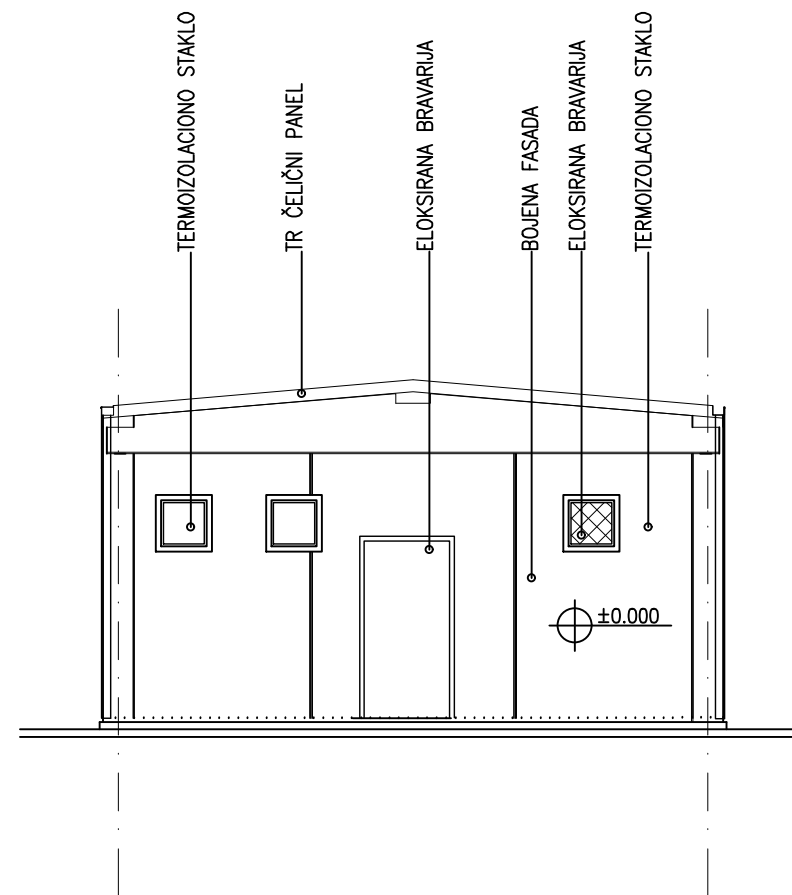 TERMOIZOLACIONO STAKLO
TR ČELIČNI PANEL
ELOKSIRANA BRAVARIJA
BOJENA FASADA
ELOKSIRANA BRAVARIJA
TERMOIZOLACIONO STAKLO
±0.000